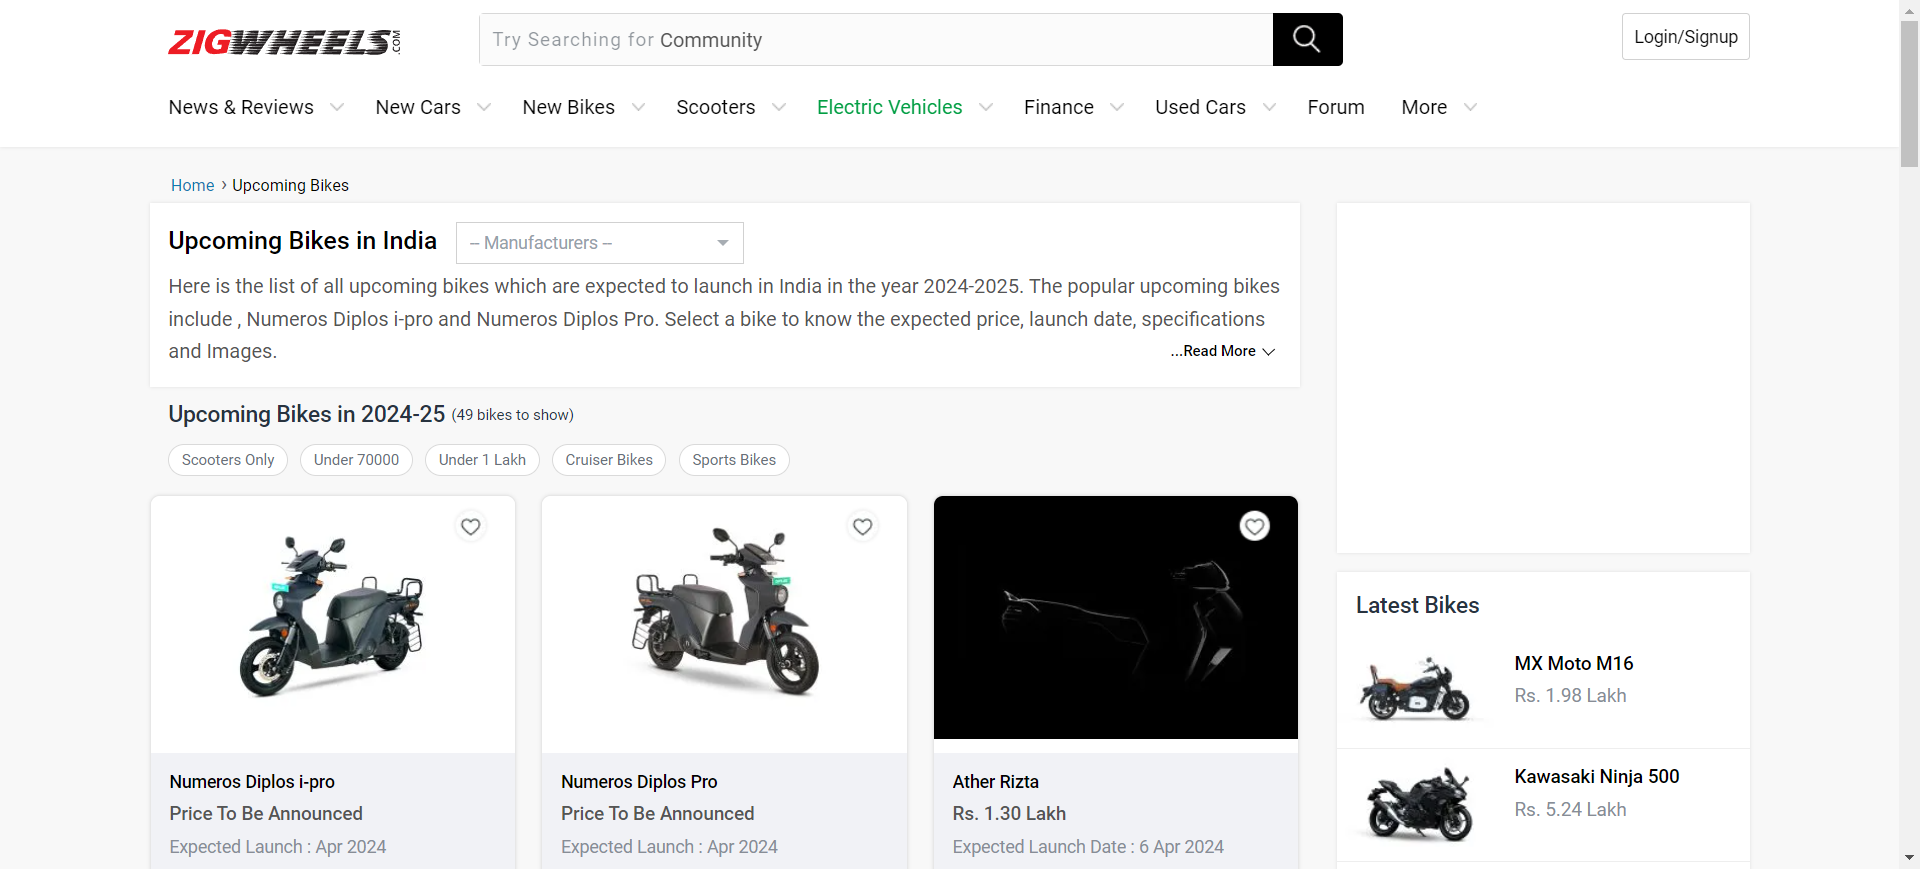 ZIGWHEELS.COM
Try Searching for Community
Login/Signup
News & Reviews New Cars New Bikes Scooters Electric Vehicles Finance Used Cars Forum More
Home › Upcoming Bikes
Upcoming Bikes in India
-- Manufacturers --
Here is the list of all upcoming bikes which are expected to launch in India in the year 2024-2025. The popular upcoming bikes
include , Numeros Diplos i-pro and Numeros Diplos Pro. Select a bike to know the expected price, launch date, specifications
and Images.
...Read More
Upcoming Bikes in 2024-25 (49 bikes to show)
Scooters Only Under 70000 Under 1 Lakh Cruiser Bikes Sports Bikes
Numeros Diplos i-pro
Price To Be Announced
Expected Launch : Apr 2024
Numeros Diplos Pro
Price To Be Announced
Expected Launch : Apr 2024
Ather Rizta
Rs. 1.30 Lakh
Expected Launch Date : 6 Apr 2024
Latest Bikes
MX Moto M16
Rs. 1.98 Lakh
Kawasaki Ninja 500
Rs. 5.24 Lakh